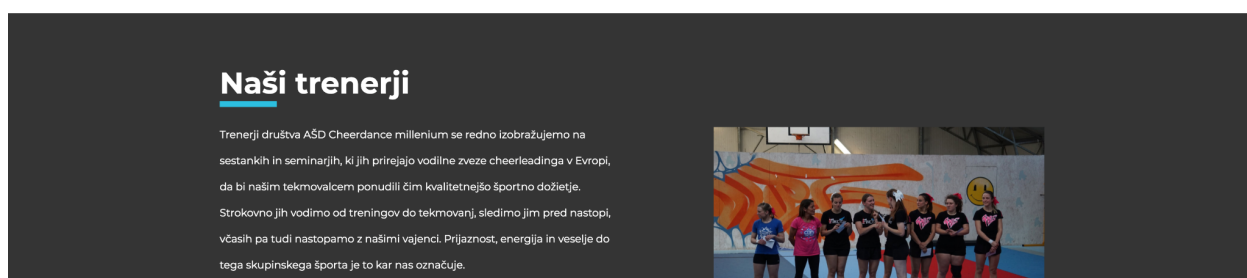 Naši trenerji
Trenerji društva AŠD Cheerdance millenium se redno izobražujemo na
sestankih in seminarjih, ki jih prirejajo vodilne zveze cheerleadinga v Evropi,
da bi našim tekmovalcem ponudili čim kvalitetnejšo športno dožietje.
Strokovno jih vodimo od treningov do tekmovanj, sledimo jim pred nastopi,
včasih pa tudi nastopamo z našimi vajenci. Prijaznost, energija in veselje do
tega skupinskega športa je to kar nas označuje.